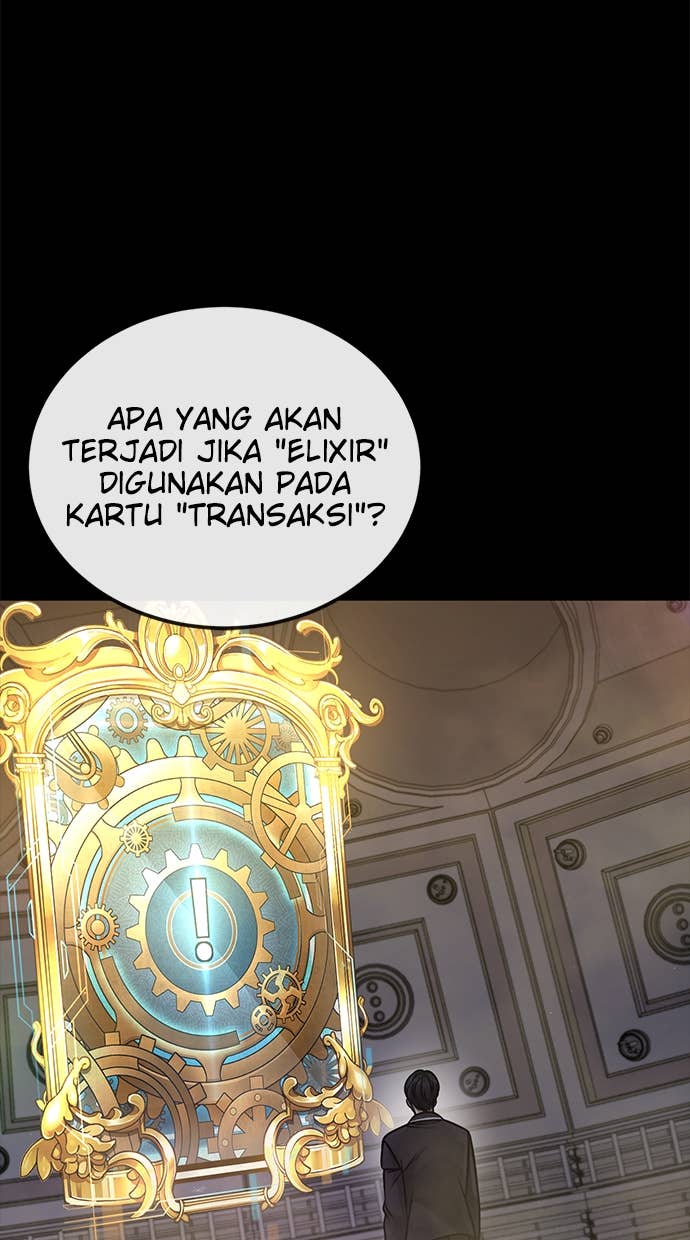 APA YANG AKAN
TERJADI JIKA "ELIXIR"
DIGUNAKAN PADA
KARTU "TRANSAKSI"?
!